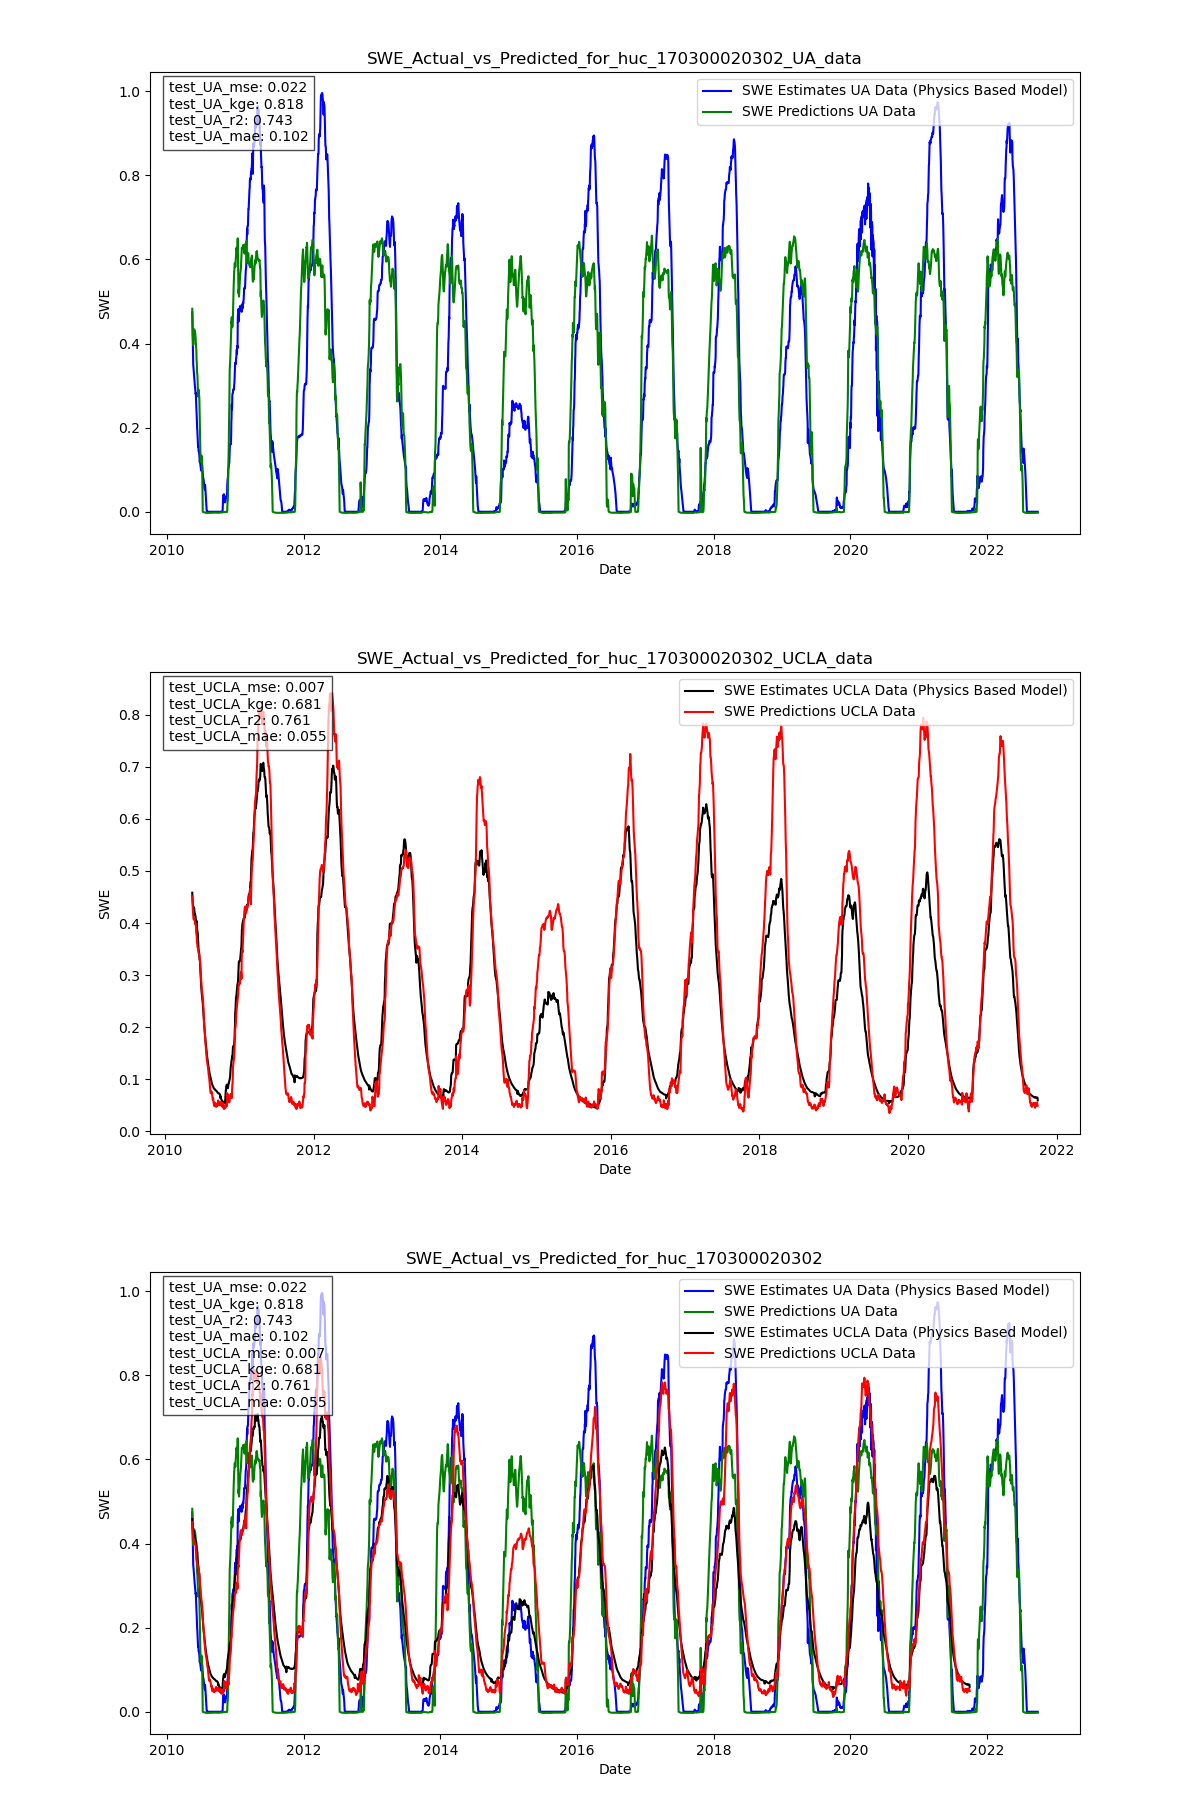 SWE_Actual_vs_Predicted_for_huc_170300020302_UA_data
test_UA_mse: 0.022
test_UA_kge: 0.818
test_UA_r2: 0.743
test_UA_mae: 0.102
SWE Estimates UA Data (Physics Based Model)
SWE Predictions UA Data
1.0
0.8
0.6
0.4
0.2
0.0
SWE
2010 2012 2014 2016 2018 2020 2022
Date
SWE_Actual_vs_Predicted_for_huc_170300020302_UCLA_data
test_UCLA_mse: 0.007
test_UCLA_kge: 0.681
test_UCLA_r2: 0.761
test_UCLA_mae: 0.055
SWE Estimates UCLA Data (Physics Based Model)
SWE Predictions UCLA Data
0.8
0.7
0.6
0.5
0.4
0.3
0.2
0.1
0.0
SWE
2010 2012 2014 2016 2018 2020 2022
Date
SWE_Actual_vs_Predicted_for_huc_170300020302
test_UA_mse: 0.022
test_UA_kge: 0.818
test_UA_r2: 0.743
test_UA_mae: 0.102
test_UCLA_mse: 0.007
test_UCLA_kge: 0.681
test_UCLA_r2: 0.761
test_UCLA_mae: 0.055
SWE Estimates UA Data (Physics Based Model)
SWE Predictions UA Data
SWE Estimates UCLA Data (Physics Based Model)
SWE Predictions UCLA Data
1.0
0.8
0.6
0.4
0.2
0.0
SWE
2010 2012 2014 2016 2018 2020 2022
Date